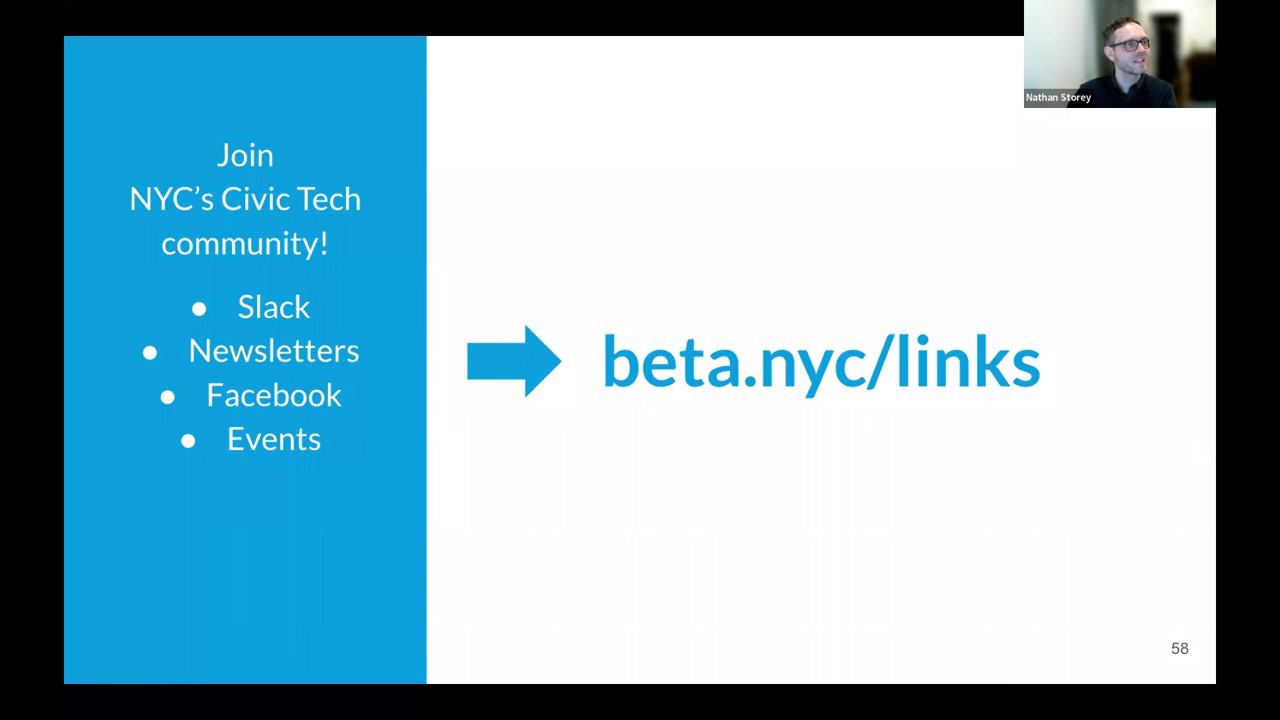 Nathan Storey
Join
NYC’s Civic Tech
community!
● Slack
● Newsletters
● Facebook
● Events
beta.nyc/links
58